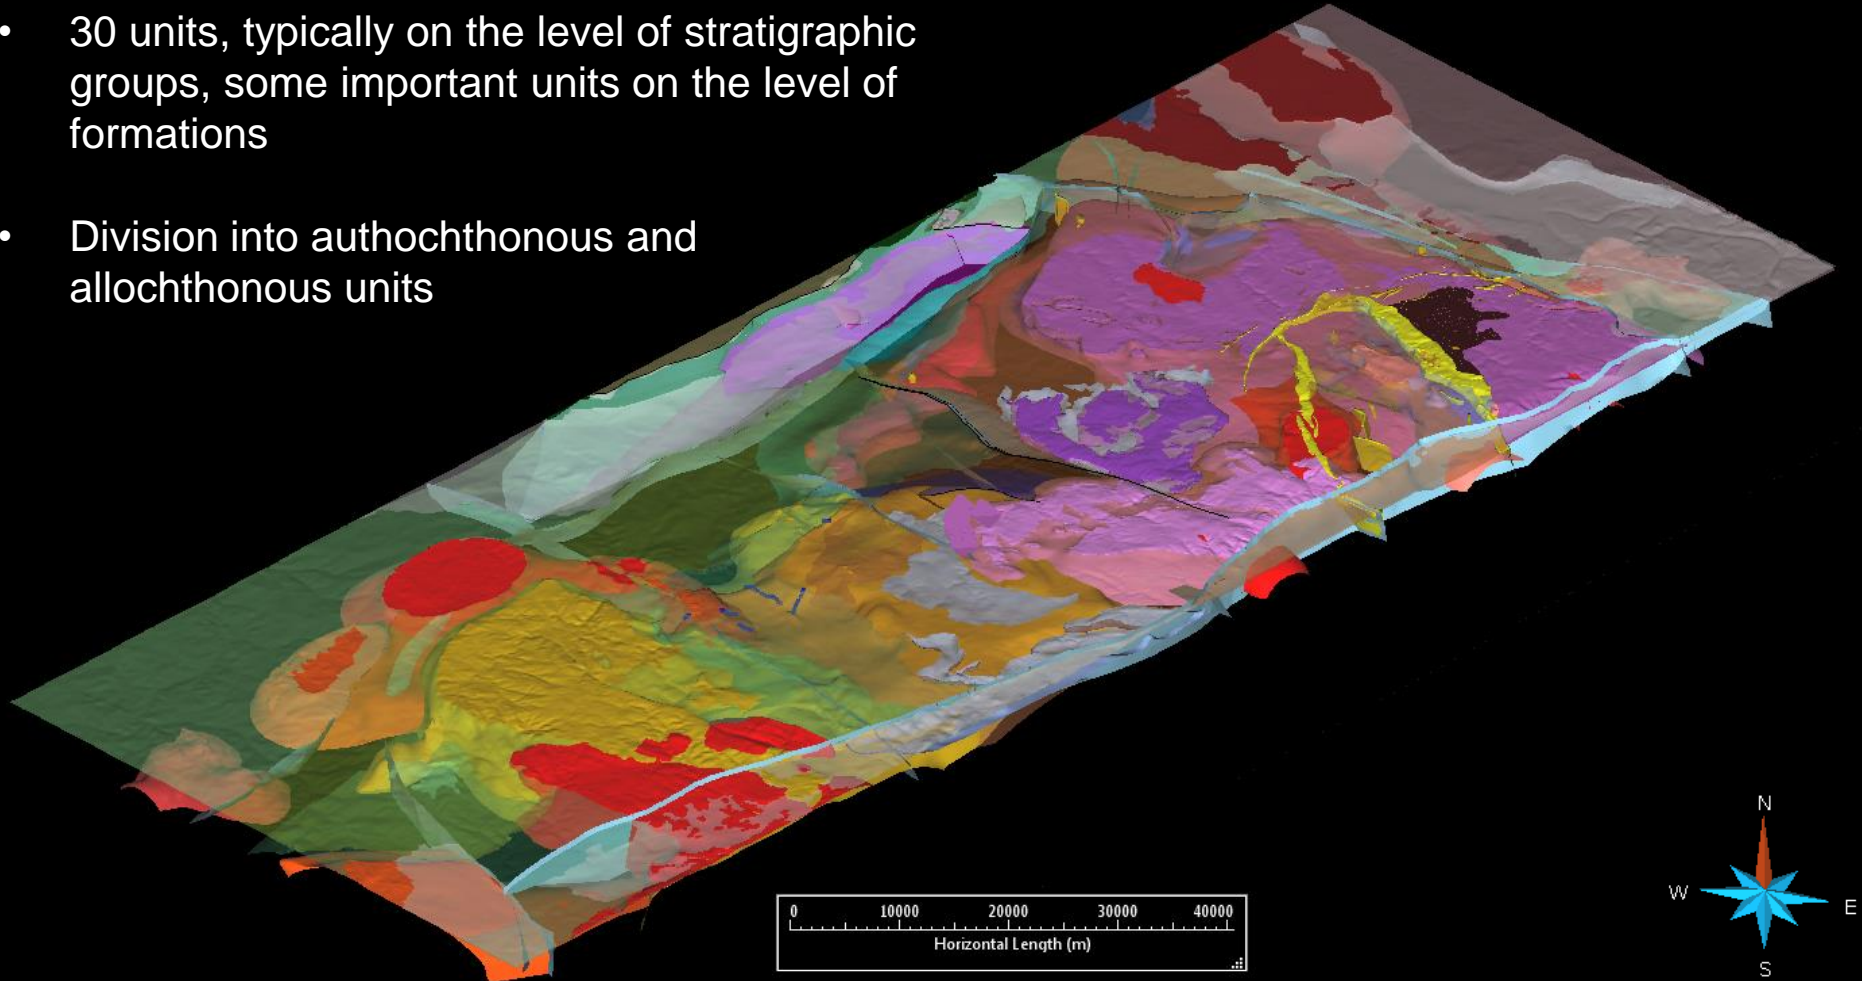 • 30 units, typically on the level of stratigraphic
groups, some important units on the level of
formations
• Division into authochthonous and
allochthonous units
0 10000 20000 30000 40000
Horizontal Length (m)
N
W E
S